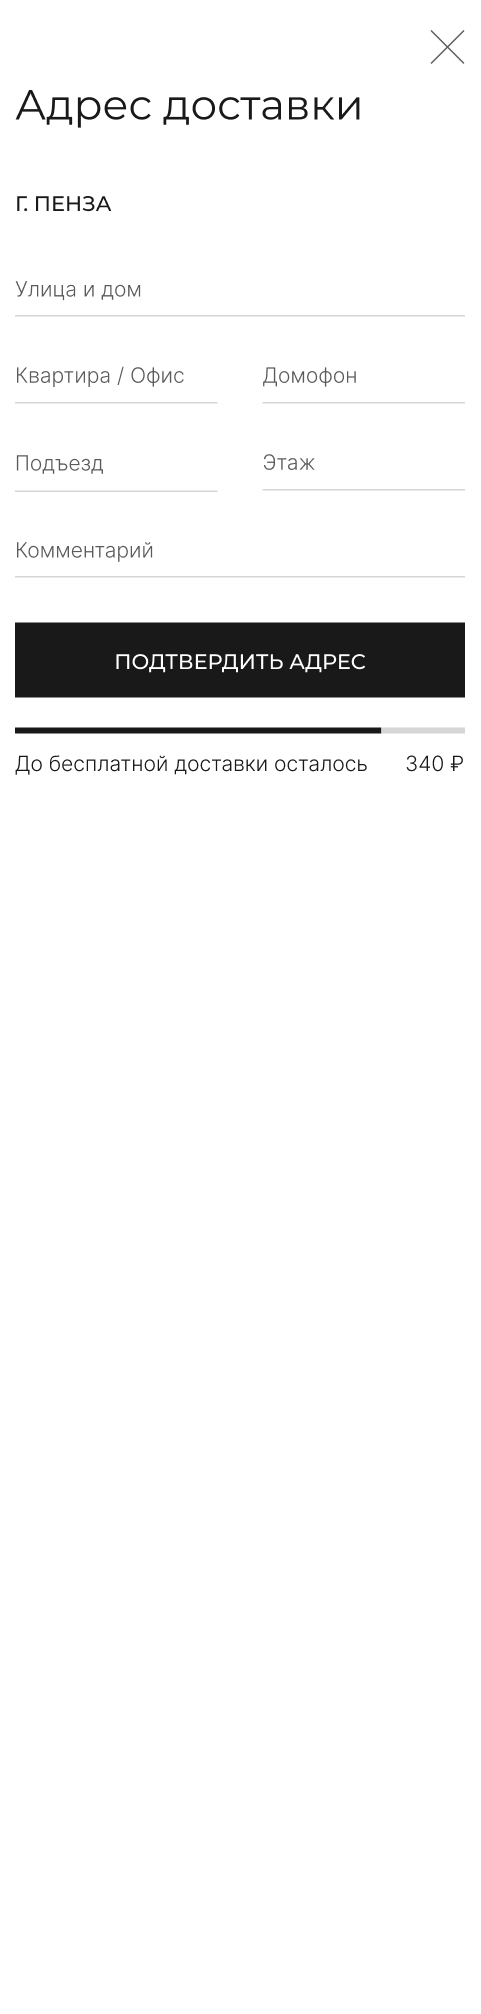 Адрес доставки
Г. ПЕНЗА
Улица и дом
Квартира / Офис
Домофон
Подъезд
Этаж
Комментарий
ПОДТВЕРДИТЬ АДРЕС
До бесплатной доставки осталось 340 ₽